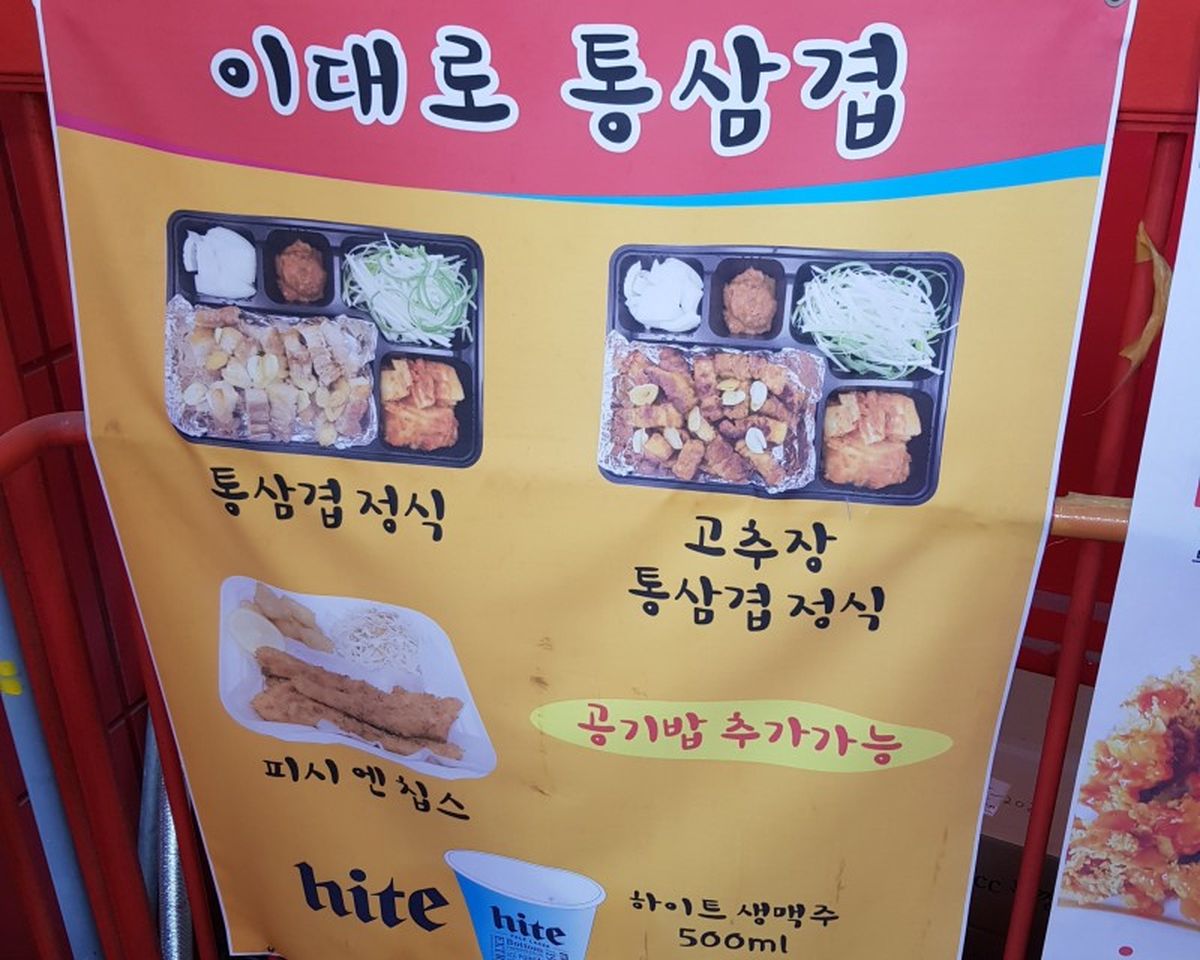 이대로 통삼겹
통삼겹 정식
고추장
통삼겹 정식
피시 엔 칩스
공기밥 추가가능
hite
hite
하이트 생맥주
500ml